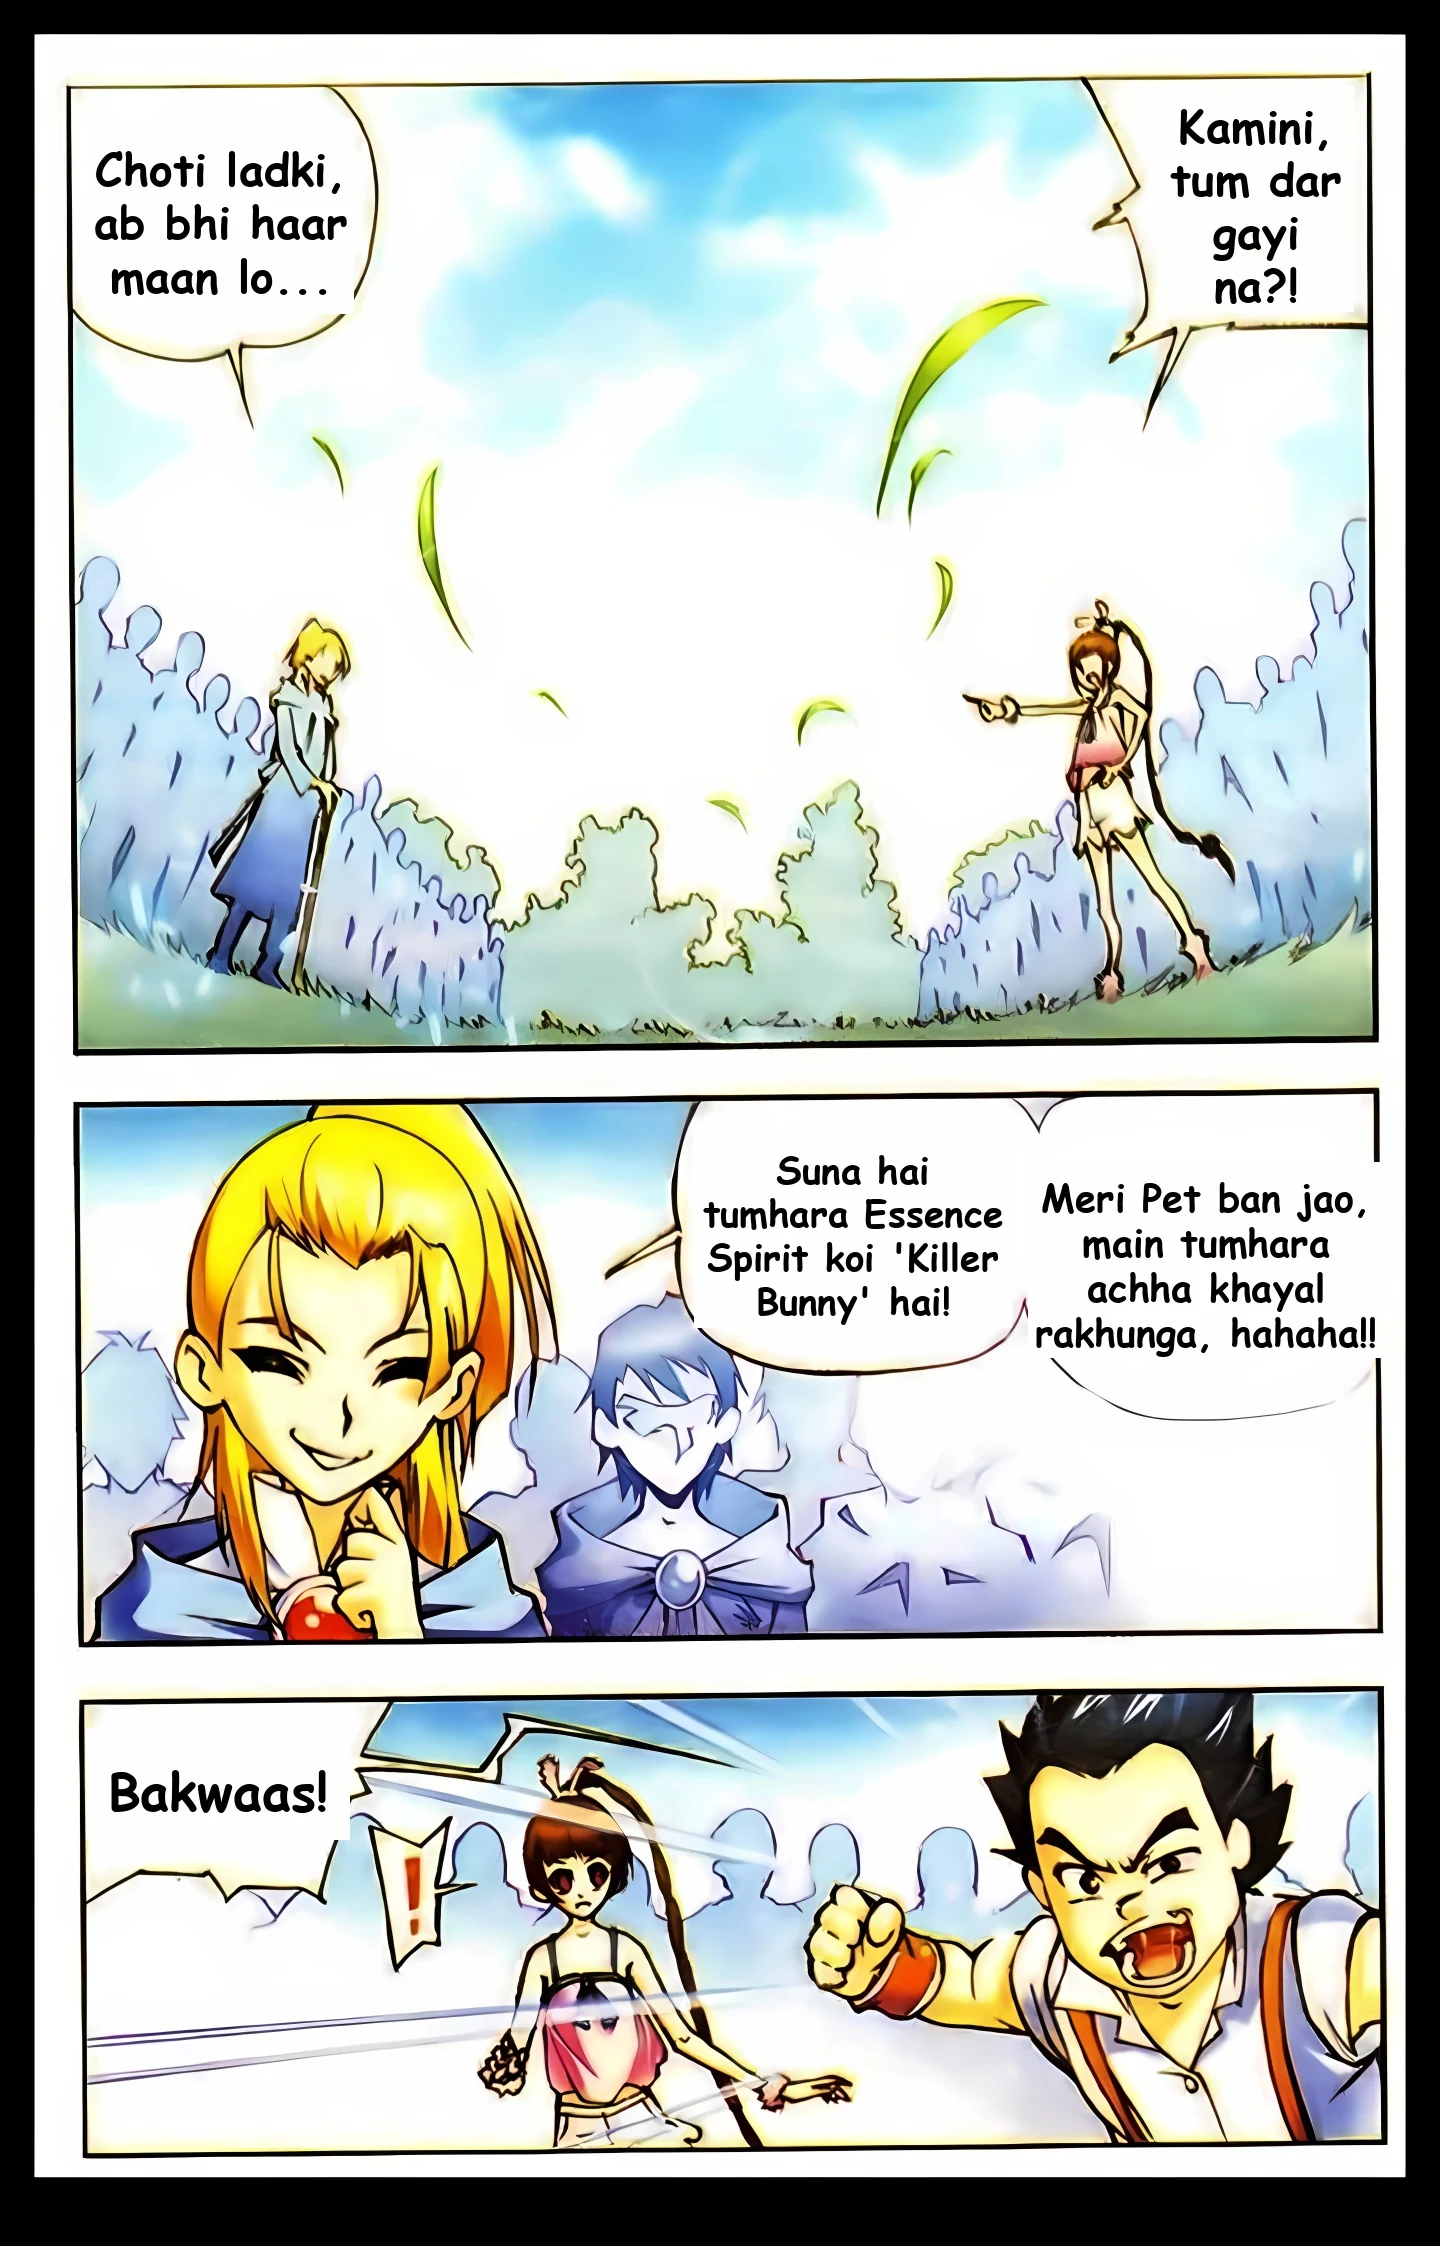 Choti ladki,
ab bhi haar
maan lo...
Kamini,
tum dar
gayi
na?!
Suna hai
tumhara Essence
Spirit koi 'Killer
Bunny' hai!
Meri Pet ban jao,
main tumhara
achha khayal
rakhunga, hahaha!!
Bakwaas!
!